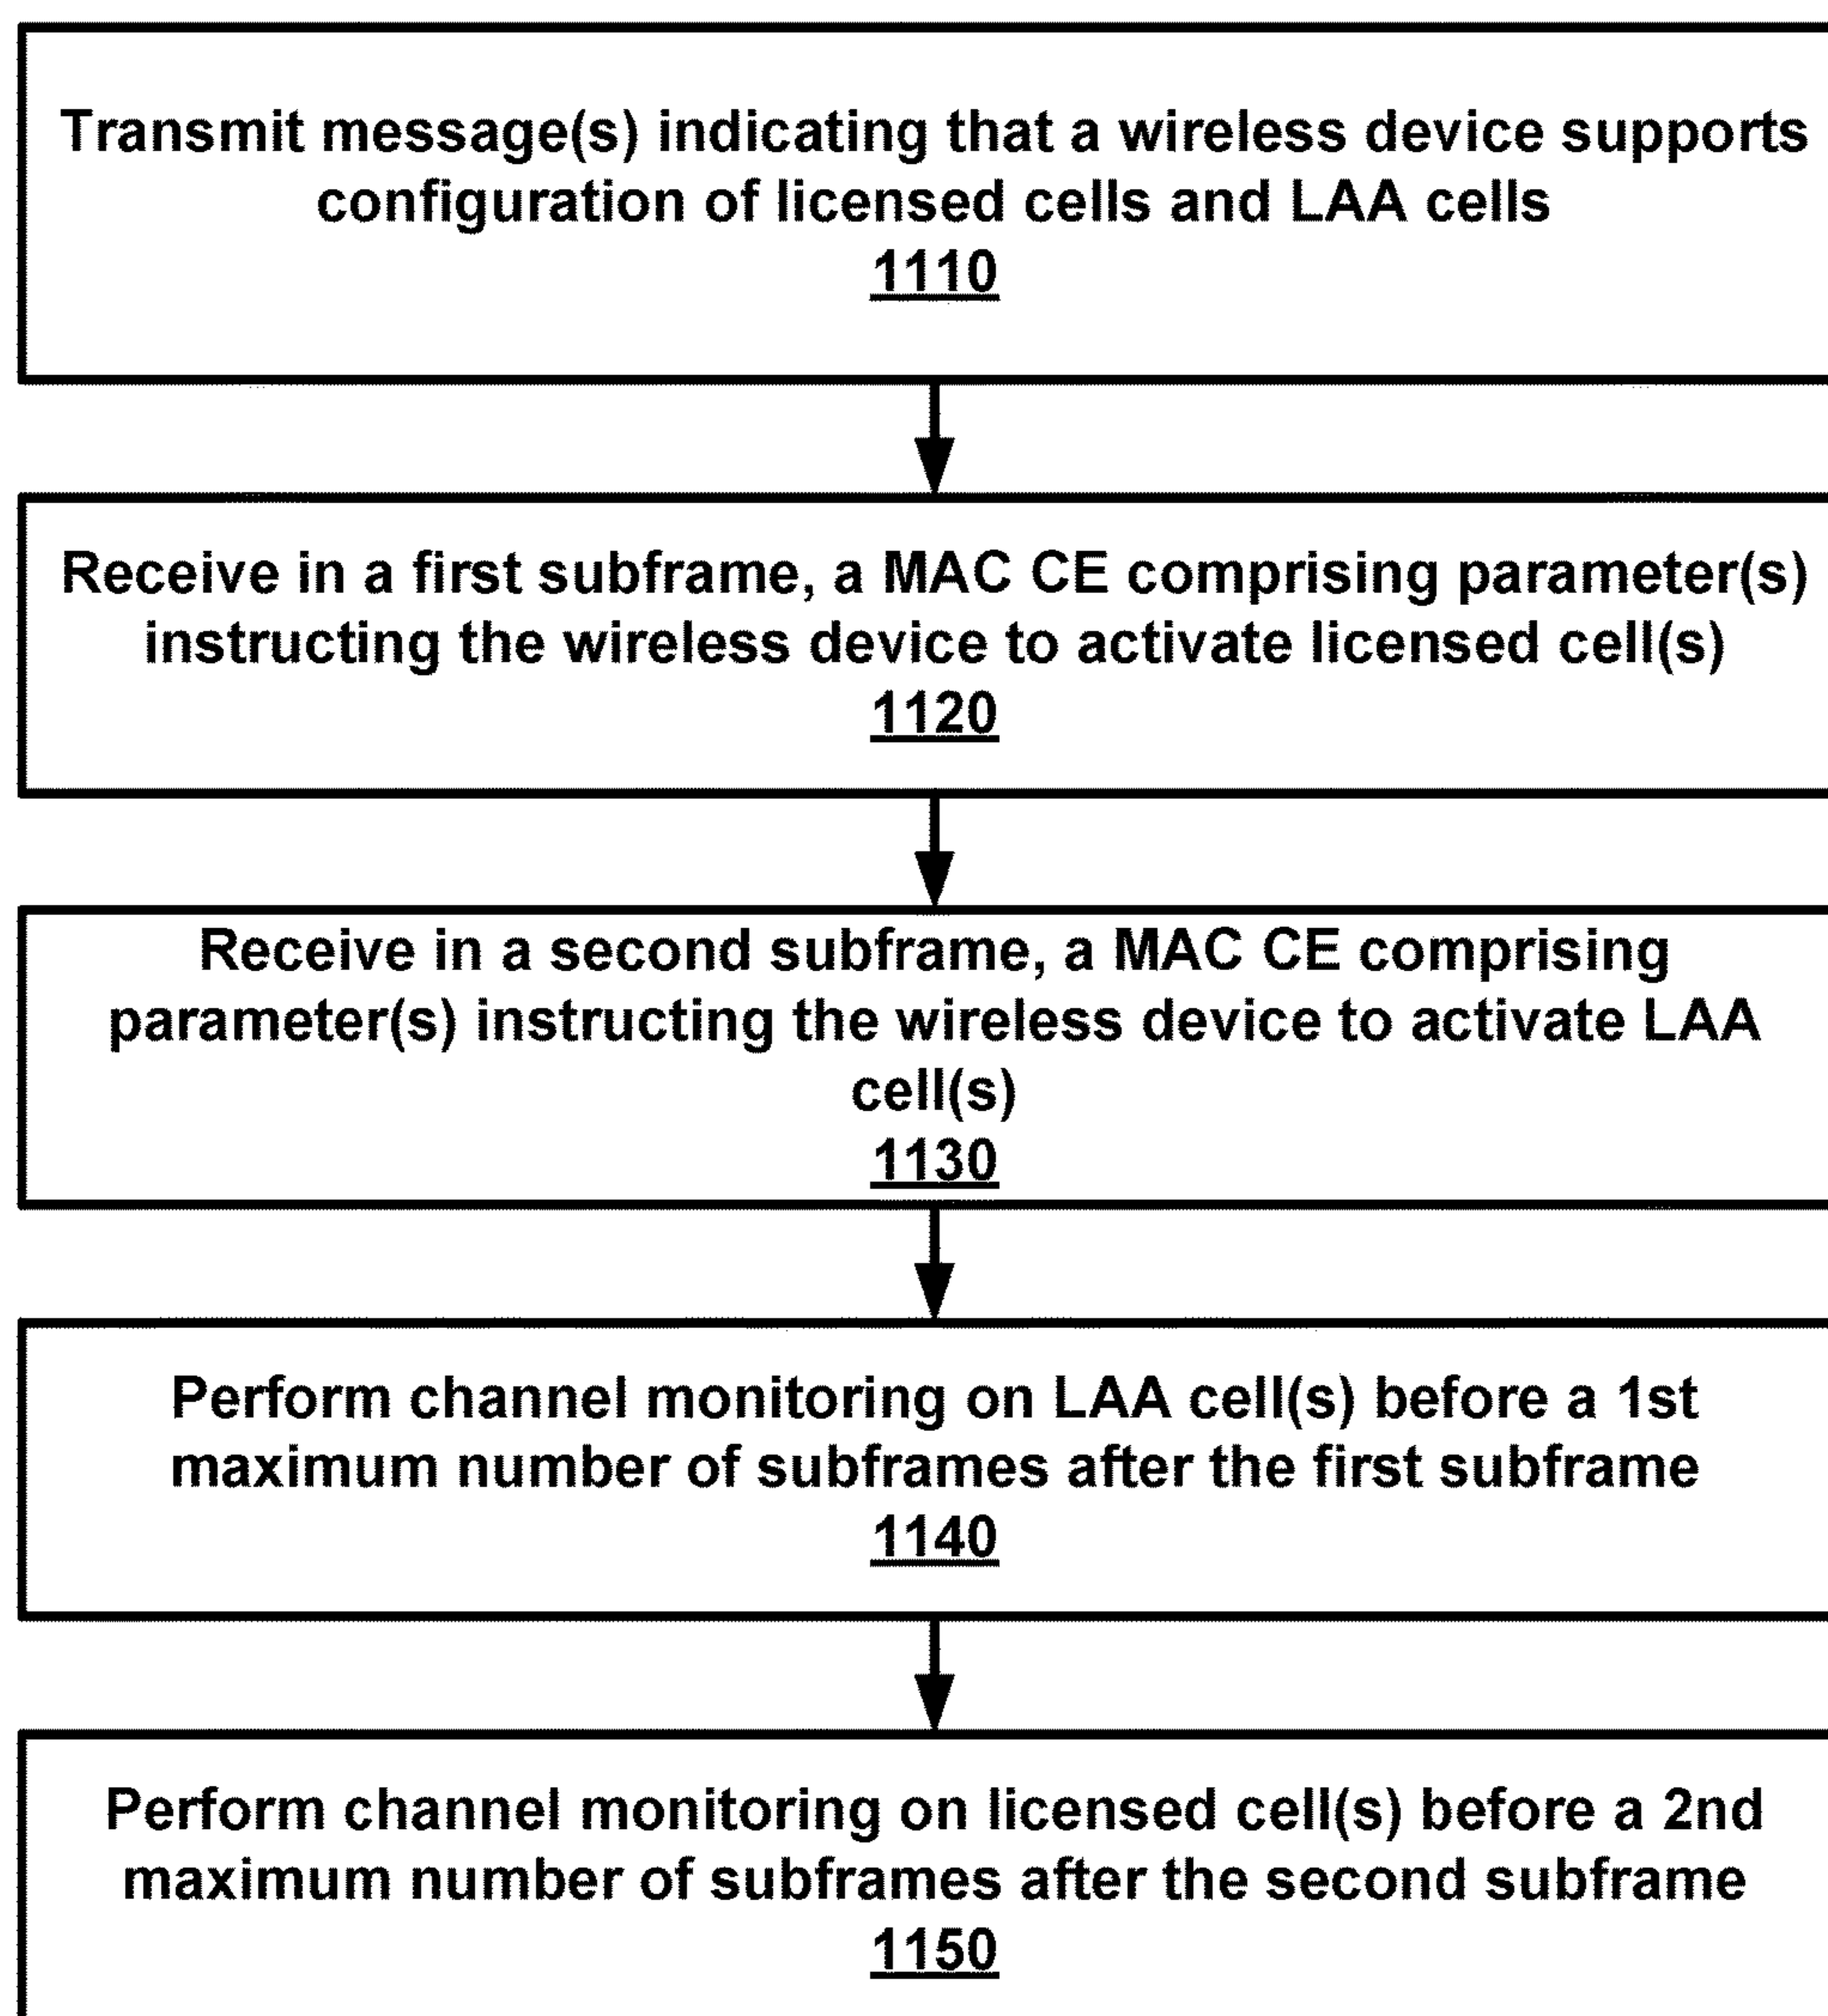 Transmit message(s) indicating that a wireless device supports
configuration of licensed cells and LAA cells
1110
Receive in a first subframe, a MAC CE comprising parameter(s)
instructing the wireless device to activate licensed cell(s)
1120
Receive in a second subframe, a MAC CE comprising
parameter(s) instructing the wireless device to activate LAA
cell(s)
1130
Perform channel monitoring on LAA cell(s) before a 1st
maximum number of subframes after the first subframe
1140
Perform channel monitoring on licensed cell(s) before a 2nd
maximum number of subframes after the second subframe
1150